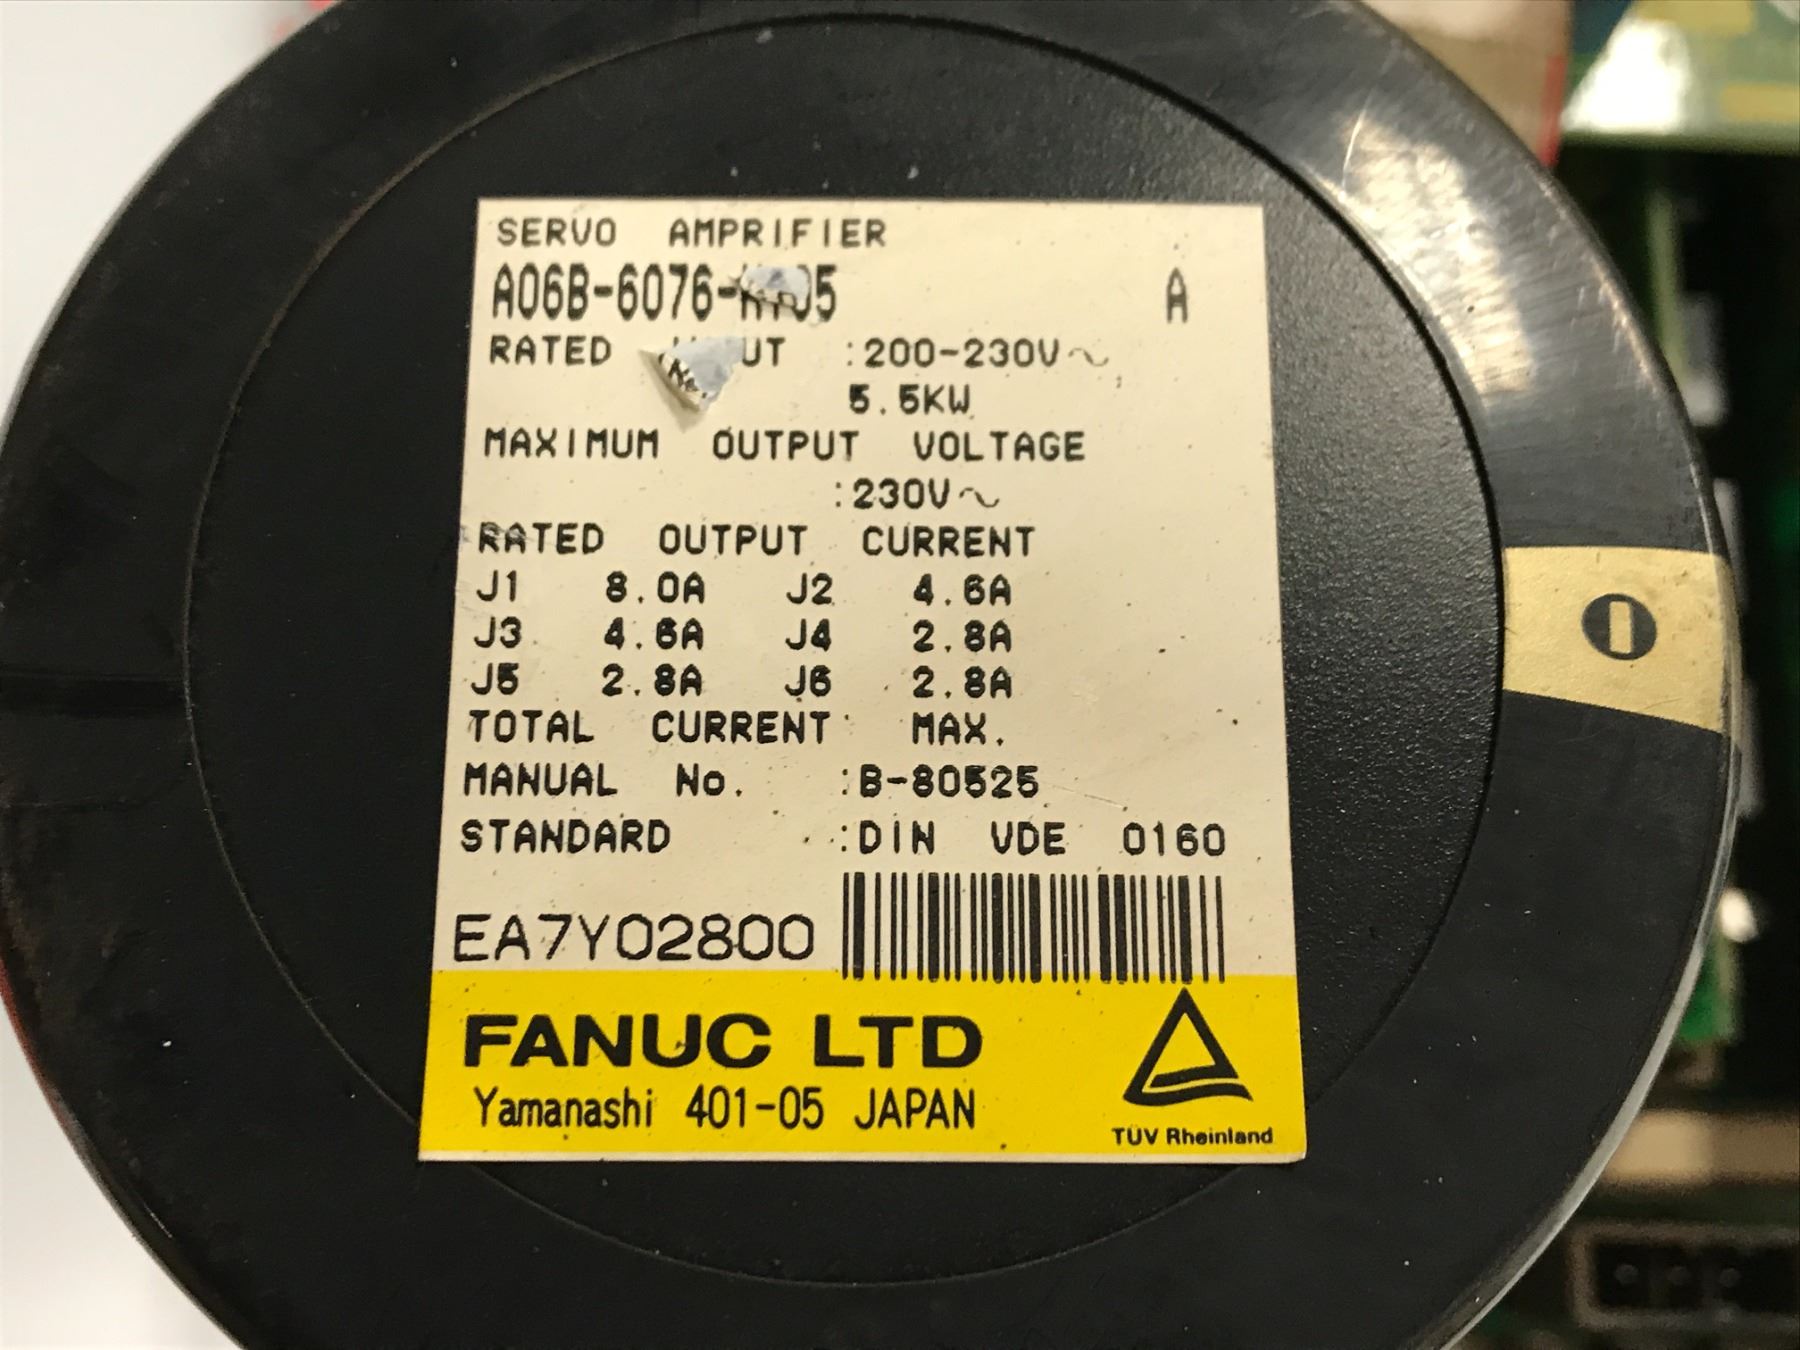 SERVO AMPRIFIER
A06B-6076- A
RATED :200-230V~
5.5KW
MAXIMUM OUTPUT VOLTAGE
:230V~
RATED OUTPUT CURRENT
J1 8.0A J2 4.6A
J3 4.6A J4 2.8A
J5 2.8A J6 2.8A
TOTAL CURRENT MAX.
MANUAL No. :B-80525
STANDARD :DIN VDE 0160
EA7Y02800
FANUC LTD
Yamanashi 401-05 JAPAN
TÜV Rheinland